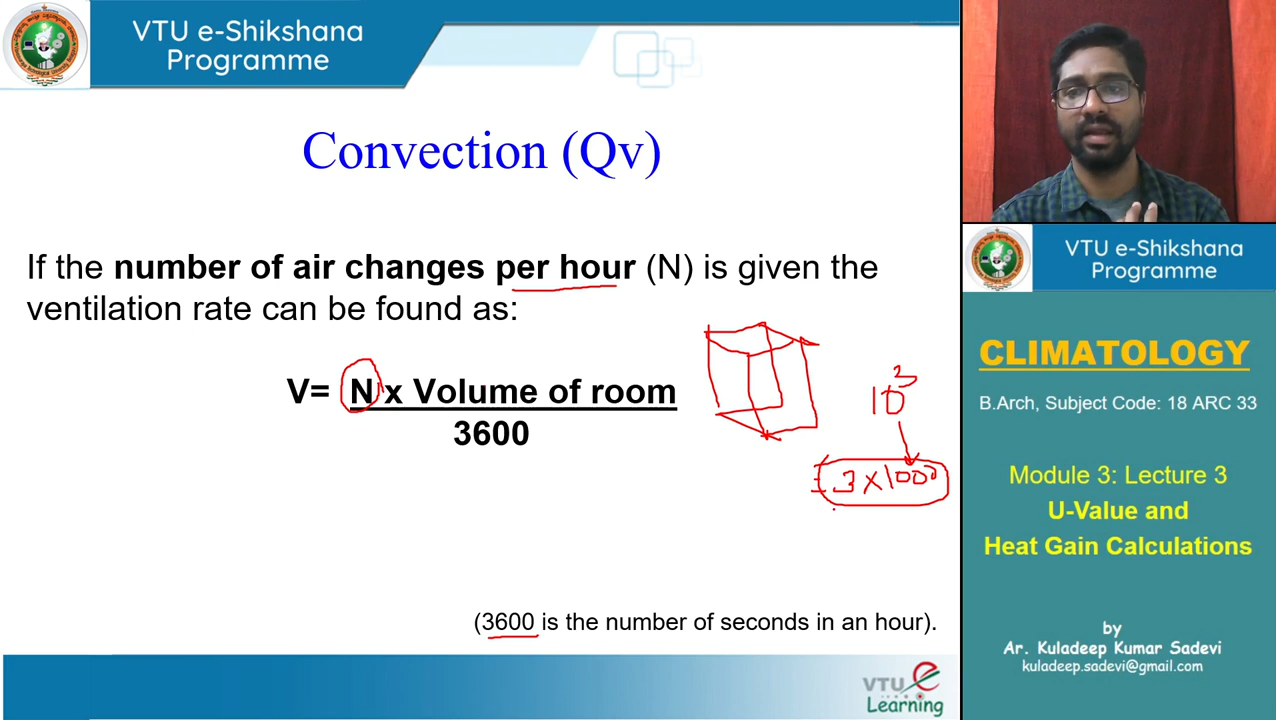 VTU e-Shikshana
Programme
Convection (Qv)
If the number of air changes per hour (N) is given the
ventilation rate can be found as:
V= N x Volume of room
3600
10³
3 x 1000
(3600 is the number of seconds in an hour).
VTU e
Learning
VTU e-Shikshana
Programme
CLIMATOLOGY
B.Arch, Subject Code: 18 ARC 33
Module 3: Lecture 3
U-Value and
Heat Gain Calculations
by
Ar. Kuladeep Kumar Sadevi
kuladeep.sadevi@gmail.com